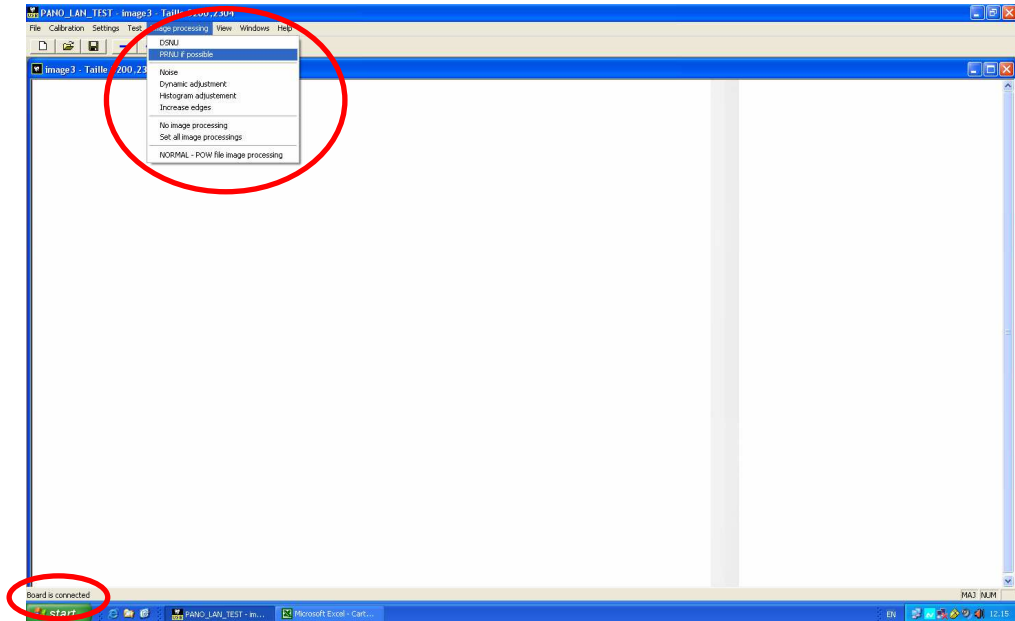 PANO_LAN_TEST - image3 - Taille 3200,2304
File Calibration Settings Test Image processing View Windows Help
DSNU
PRNU if possible
image3 - Taille
Noise
Dynamic adjustment
Histogram adjustement
Increase edges
No image processing
Set all image processings
NORMAL - POW file image processing
Board is connected
MAJ NUM
start
PANO_LAN_TEST - im...
Microsoft Excel - Cart...
EN
12.15